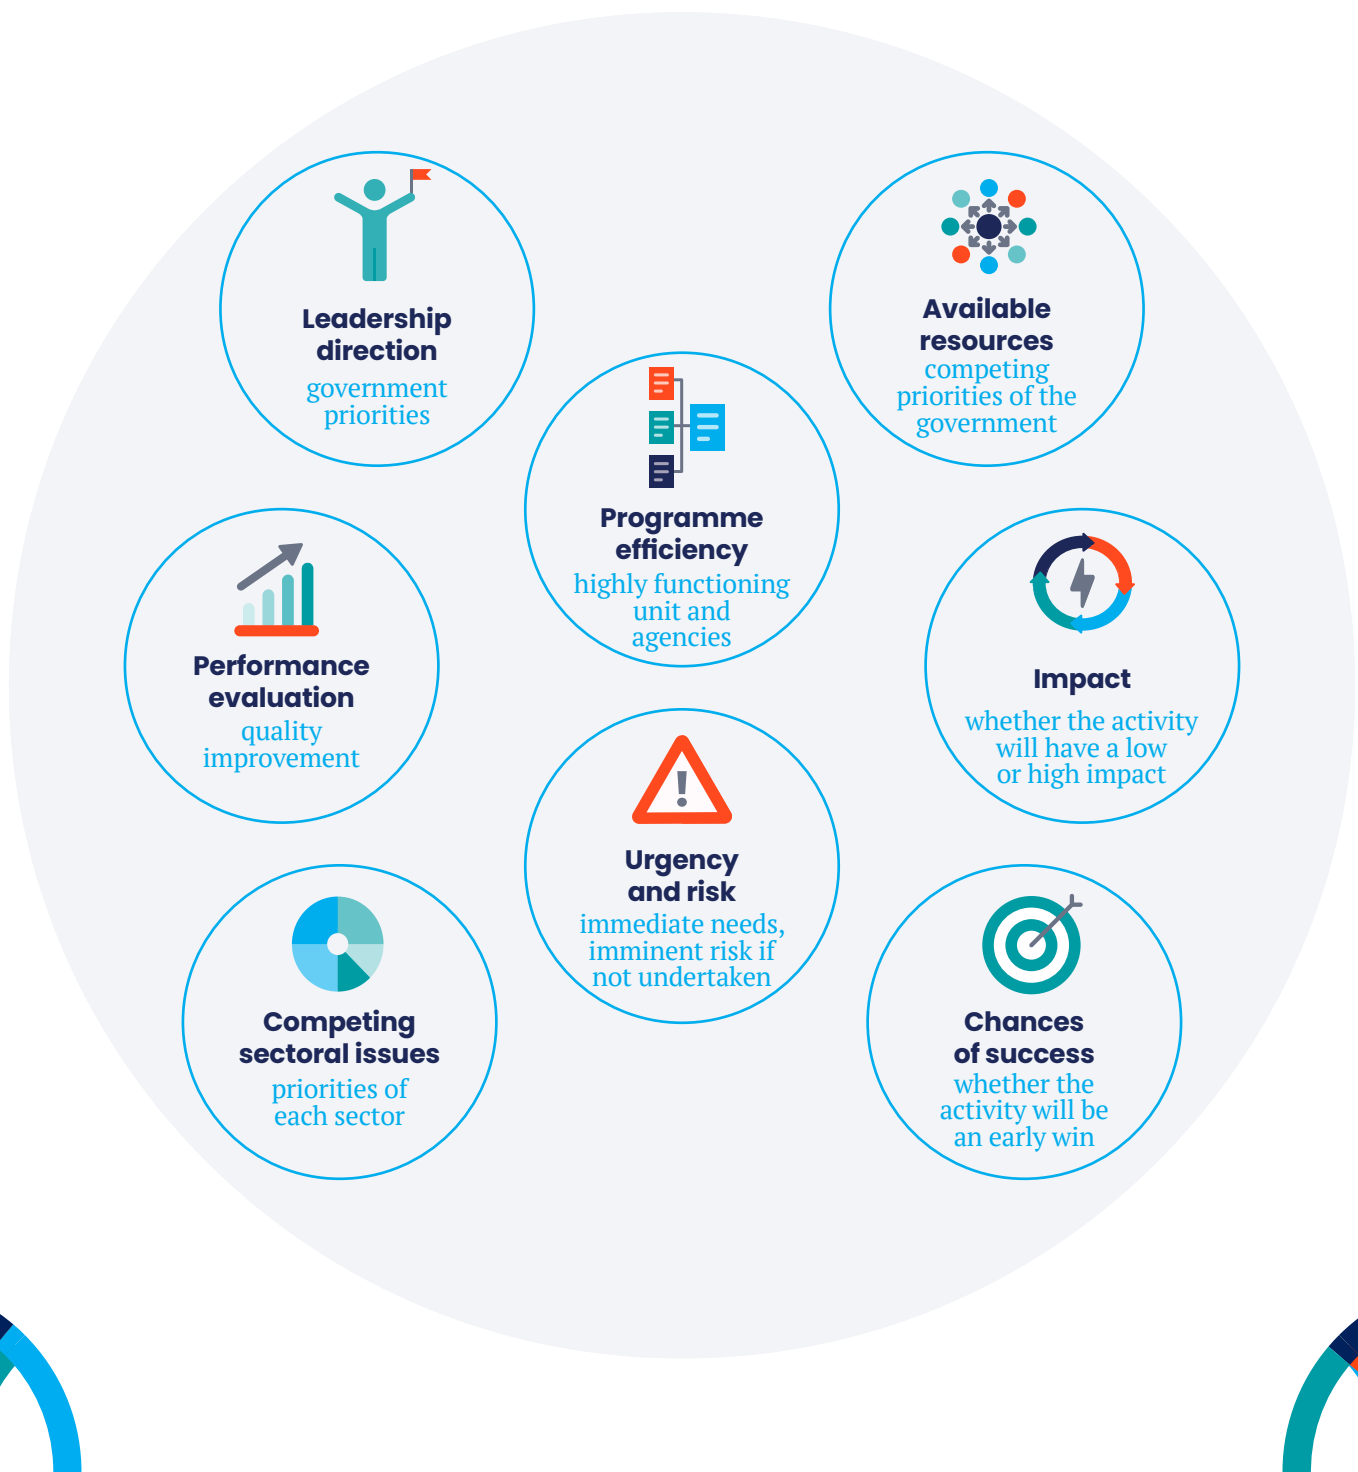 Leadership
direction
government
priorities
Available
resources
competing
priorities of the
government
Programme
efficiency
highly functioning
unit and
agencies
Performance
evaluation
quality
improvement
Impact
whether the activity
will have a low
or high impact
!
Urgency
and risk
immediate needs,
imminent risk if
not undertaken
Competing
sectoral issues
priorities of
each sector
Chances
of success
whether the
activity will be
an early win